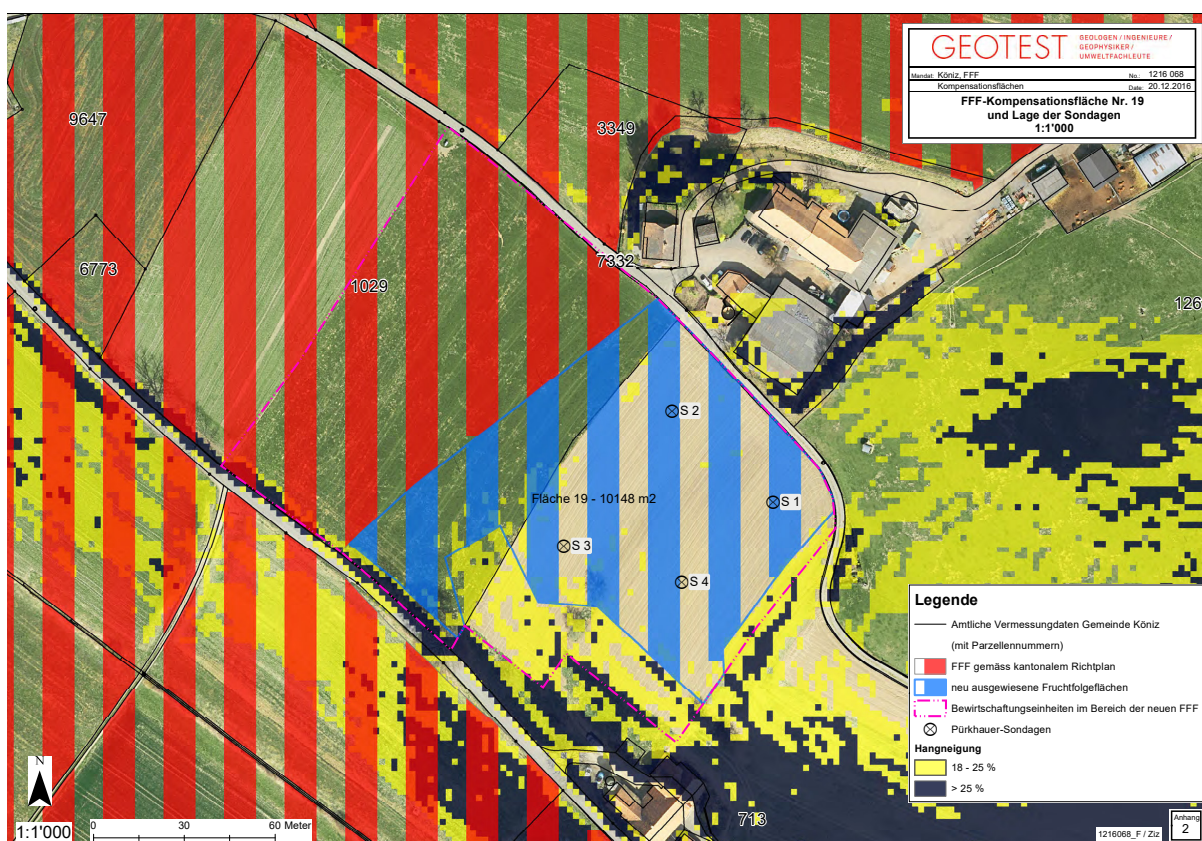 GEOTEST
GEOLOGEN / INGENIEURE /
GEOPHYSIKER /
UMWELTFACHLEUTE
Mandat: Köniz, FFF No.: 1216 068
Kompensationsflächen Date: 20.12.2016
FFF-Kompensationsfläche Nr. 19
und Lage der Sondagen
1:1'000
9647
3349
6773
7332
1029
126
S 2
Fläche 19 - 10148 m2
S 1
S 3
S 4
713
Legende
Amtliche Vermessungdaten Gemeinde Köniz
(mit Parzellennummern)
FFF gemäss kantonalem Richtplan
neu ausgewiesene Fruchtfolgeflächen
Bewirtschaftungseinheiten im Bereich der neuen FFF
Pürkhauer-Sondagen
Hangneigung
18 - 25 %
> 25 %
N
1:1'000
0 30 60 Meter
1216068_F / Ziz
Anhang
2